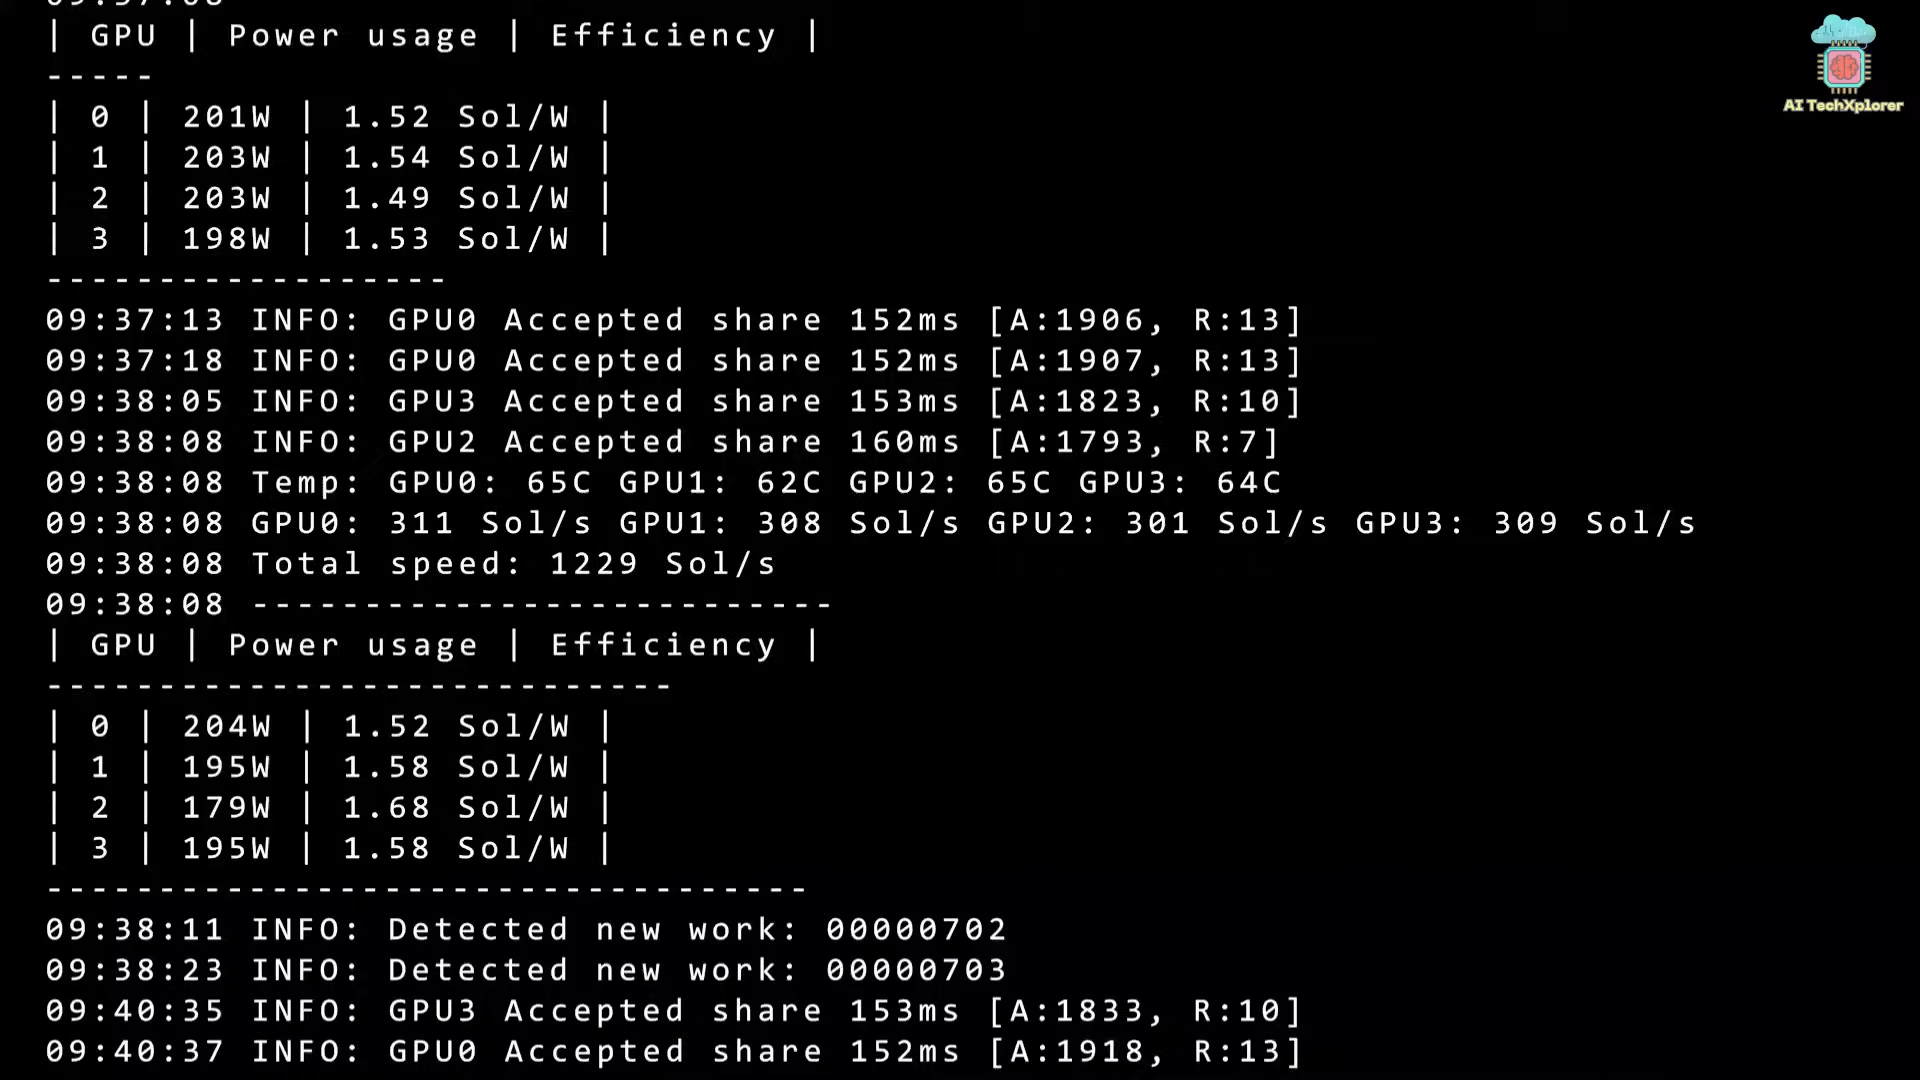 09:37:08
| GPU | Power usage | Efficiency |
-----
| 0 | 201W | 1.52 Sol/W |
| 1 | 203W | 1.54 Sol/W |
| 2 | 203W | 1.49 Sol/W |
| 3 | 198W | 1.53 Sol/W |
------------------
09:37:13 INFO: GPU0 Accepted share 152ms [A:1906, R:13]
09:37:18 INFO: GPU0 Accepted share 152ms [A:1907, R:13]
09:38:05 INFO: GPU3 Accepted share 153ms [A:1823, R:10]
09:38:08 INFO: GPU2 Accepted share 160ms [A:1793, R:7]
09:38:08 Temp: GPU0: 65C GPU1: 62C GPU2: 65C GPU3: 64C
09:38:08 GPU0: 311 Sol/s GPU1: 308 Sol/s GPU2: 301 Sol/s GPU3: 309 Sol/s
09:38:08 Total speed: 1229 Sol/s
09:38:08 --------------------------
| GPU | Power usage | Efficiency |
----------------------------
| 0 | 204W | 1.52 Sol/W |
| 1 | 195W | 1.58 Sol/W |
| 2 | 179W | 1.68 Sol/W |
| 3 | 195W | 1.58 Sol/W |
----------------------------------
09:38:11 INFO: Detected new work: 00000702
09:38:23 INFO: Detected new work: 00000703
09:40:35 INFO: GPU3 Accepted share 153ms [A:1833, R:10]
09:40:37 INFO: GPU0 Accepted share 152ms [A:1918, R:13]
AI TechXplorer